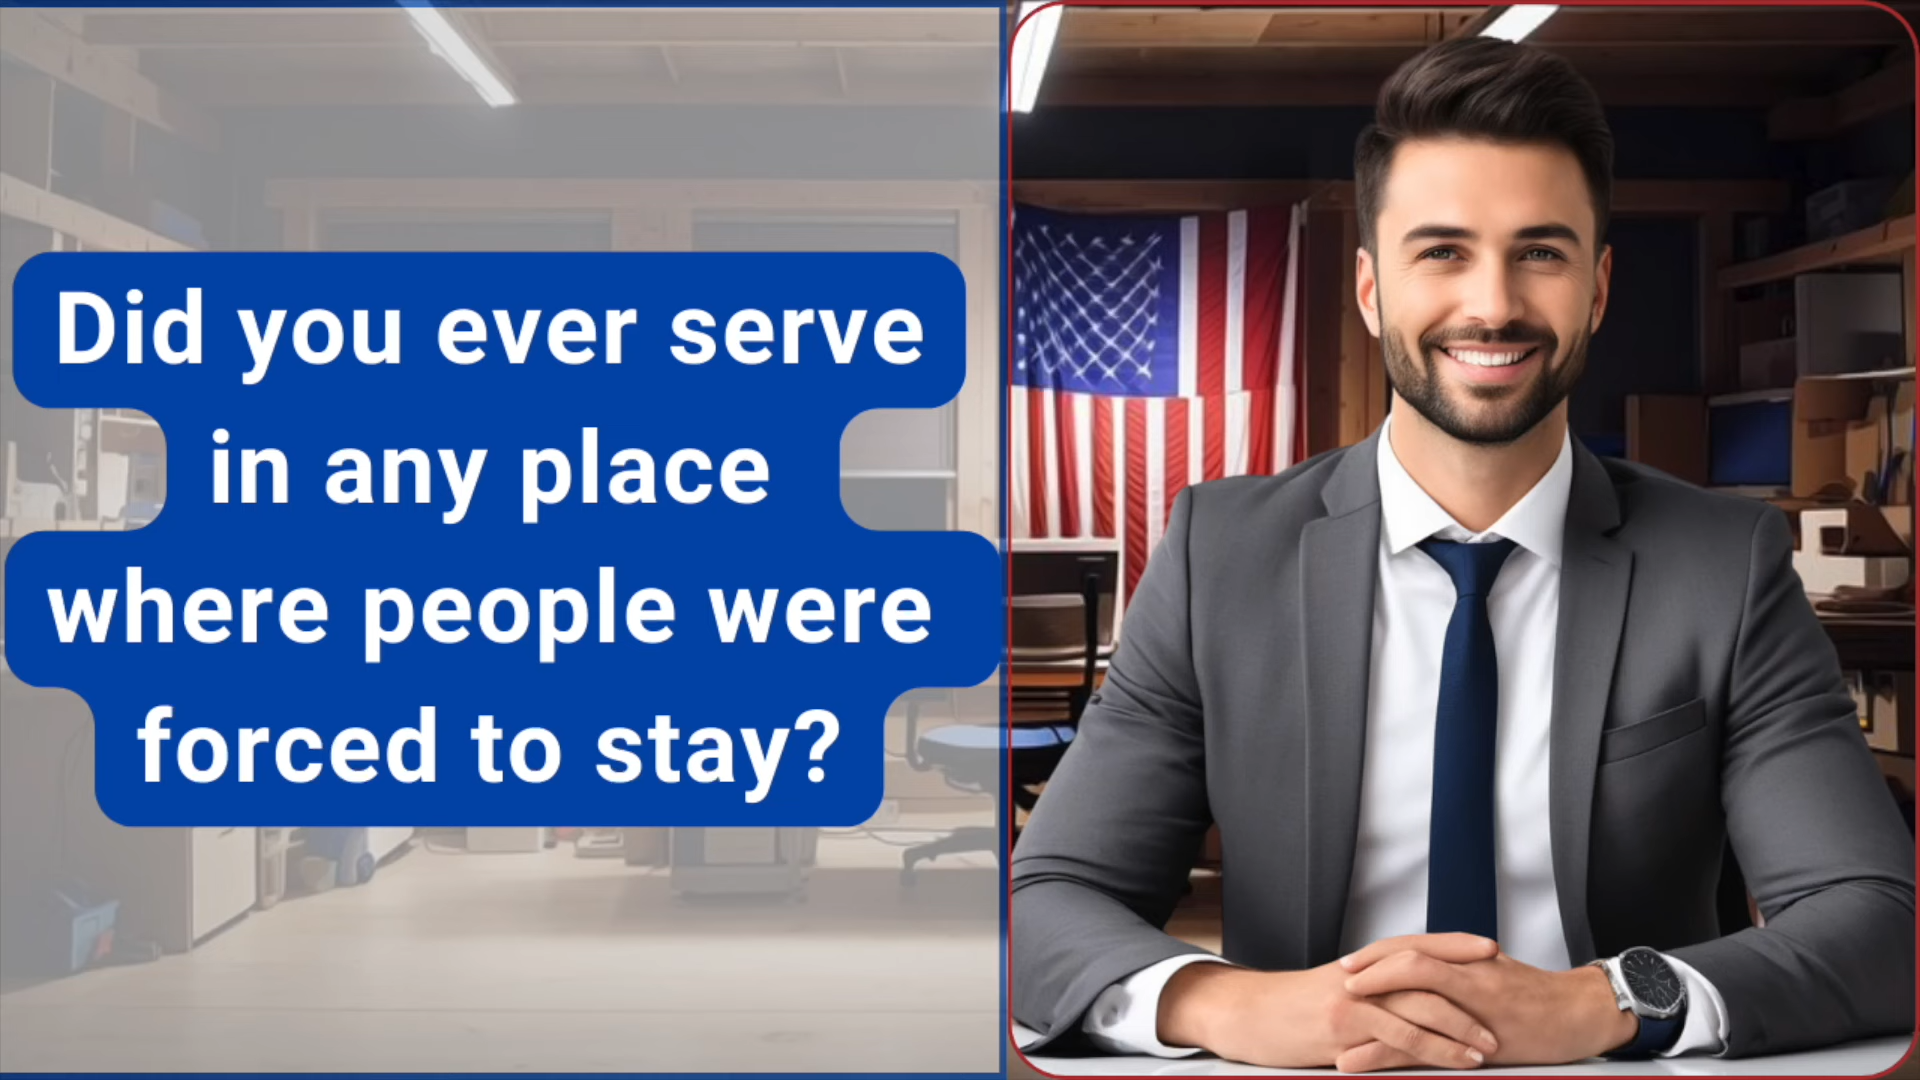 Did you ever serve
in any place
where people were
forced to stay?